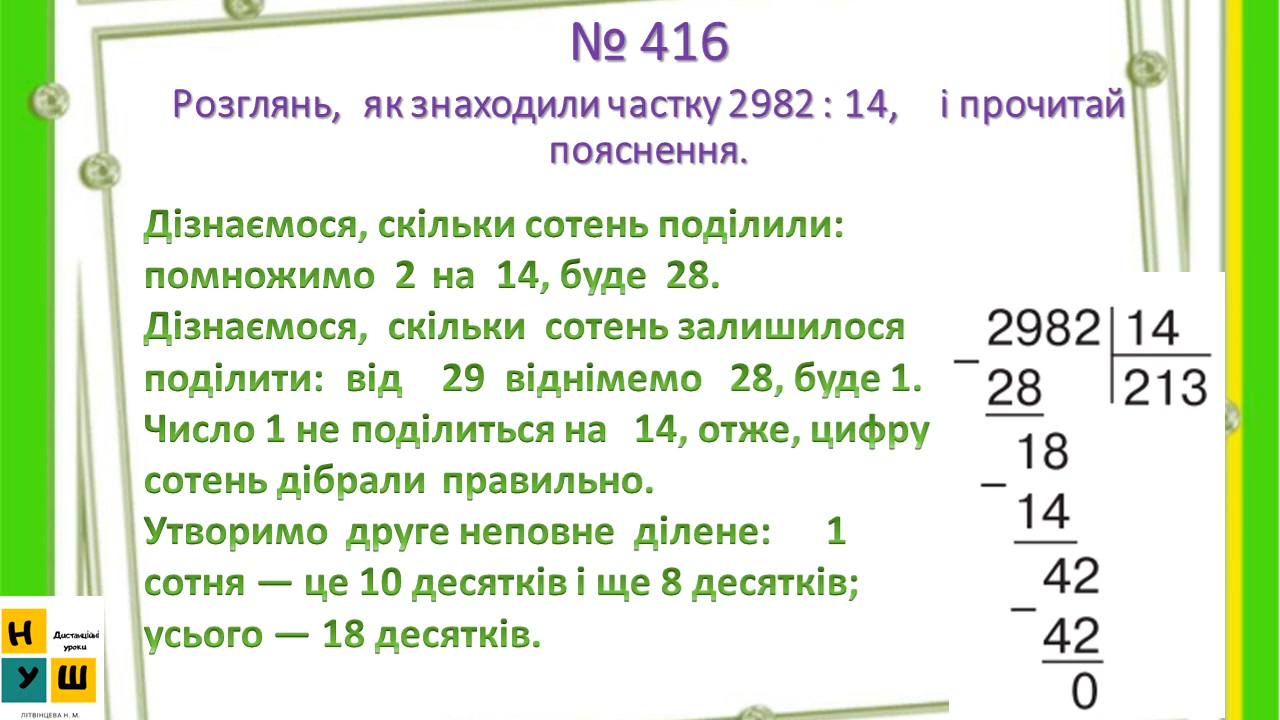 № 416
Розглянь, як знаходили частку 2982 : 14, і прочитай
пояснення.
Дізнаємося, скільки сотень поділили:
помножимо 2 на 14, буде 28.
Дізнаємося, скільки сотень залишилося
поділити: від 29 віднімемо 28, буде 1.
Число 1 не поділиться на 14, отже, цифру
сотень дібрали правильно.
Утворимо друге неповне ділене: 1
сотня — це 10 десятків і ще 8 десятків;
усього — 18 десятків.
2982 14
−
28 213
18
−
14
42
−
42
0
Н Дистанційні
уроки
У Ш
ЛІТВІНЦЕВА Н. М.